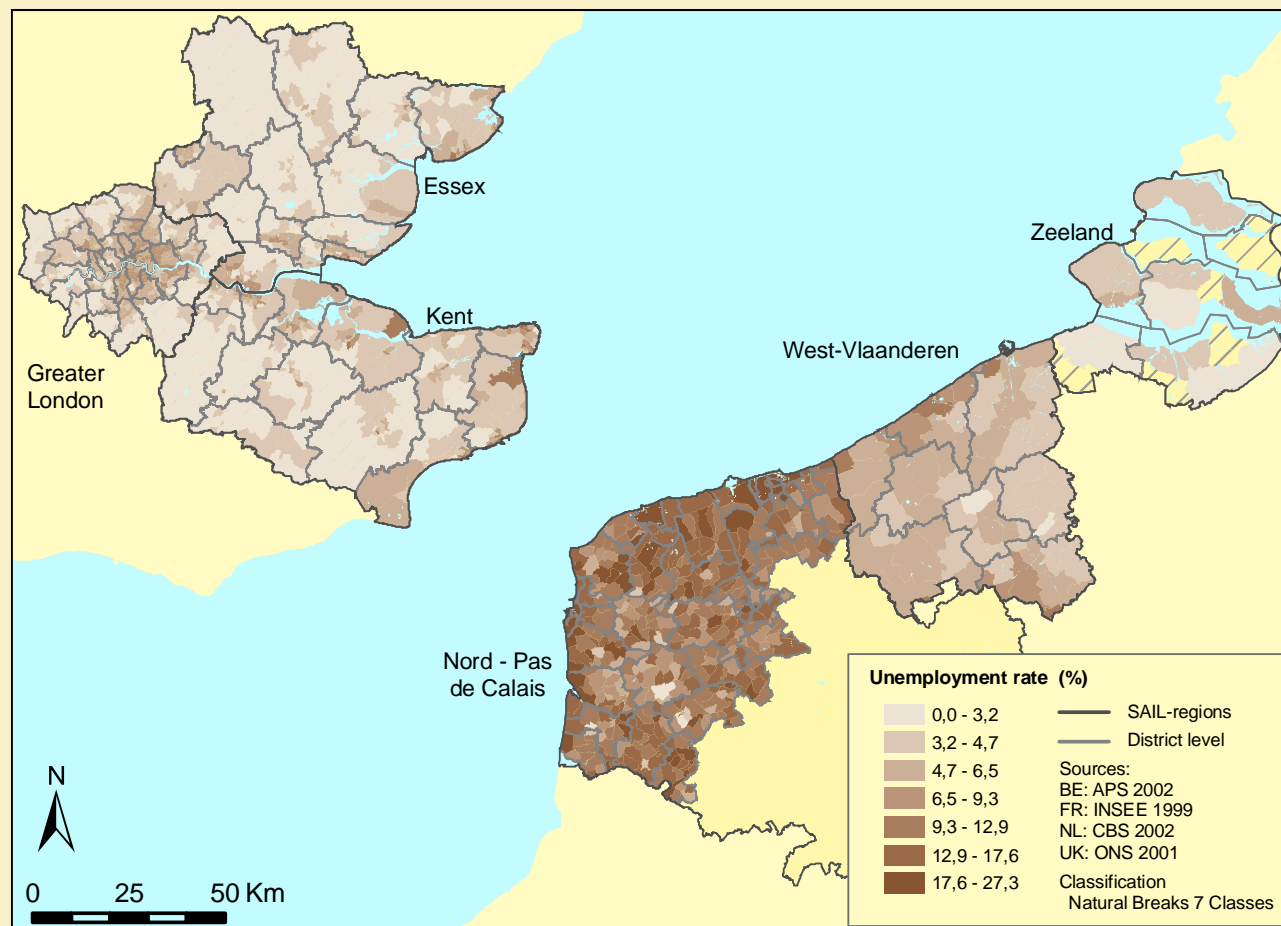 Essex
Zeeland
Kent
West-Vlaanderen
Greater
London
Nord - Pas
de Calais
N
0 25 50 Km
Unemployment rate (%)
0,0 - 3,2
3,2 - 4,7
4,7 - 6,5
6,5 - 9,3
9,3 - 12,9
12,9 - 17,6
17,6 - 27,3
SAIL-regions
District level
Sources:
BE: APS 2002
FR: INSEE 1999
NL: CBS 2002
UK: ONS 2001
Classification
Natural Breaks 7 Classes